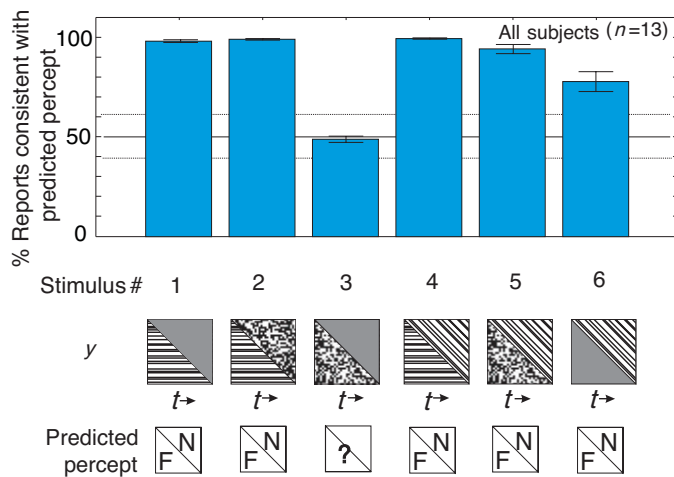 % Reports consistent with
predicted percept
100
50
0
All subjects (n=13)
Stimulus # 1 2 3 4 5 6
y
t→ t→ t→ t→ t→ t→
Predicted
percept
F N F N ? F N F N F N